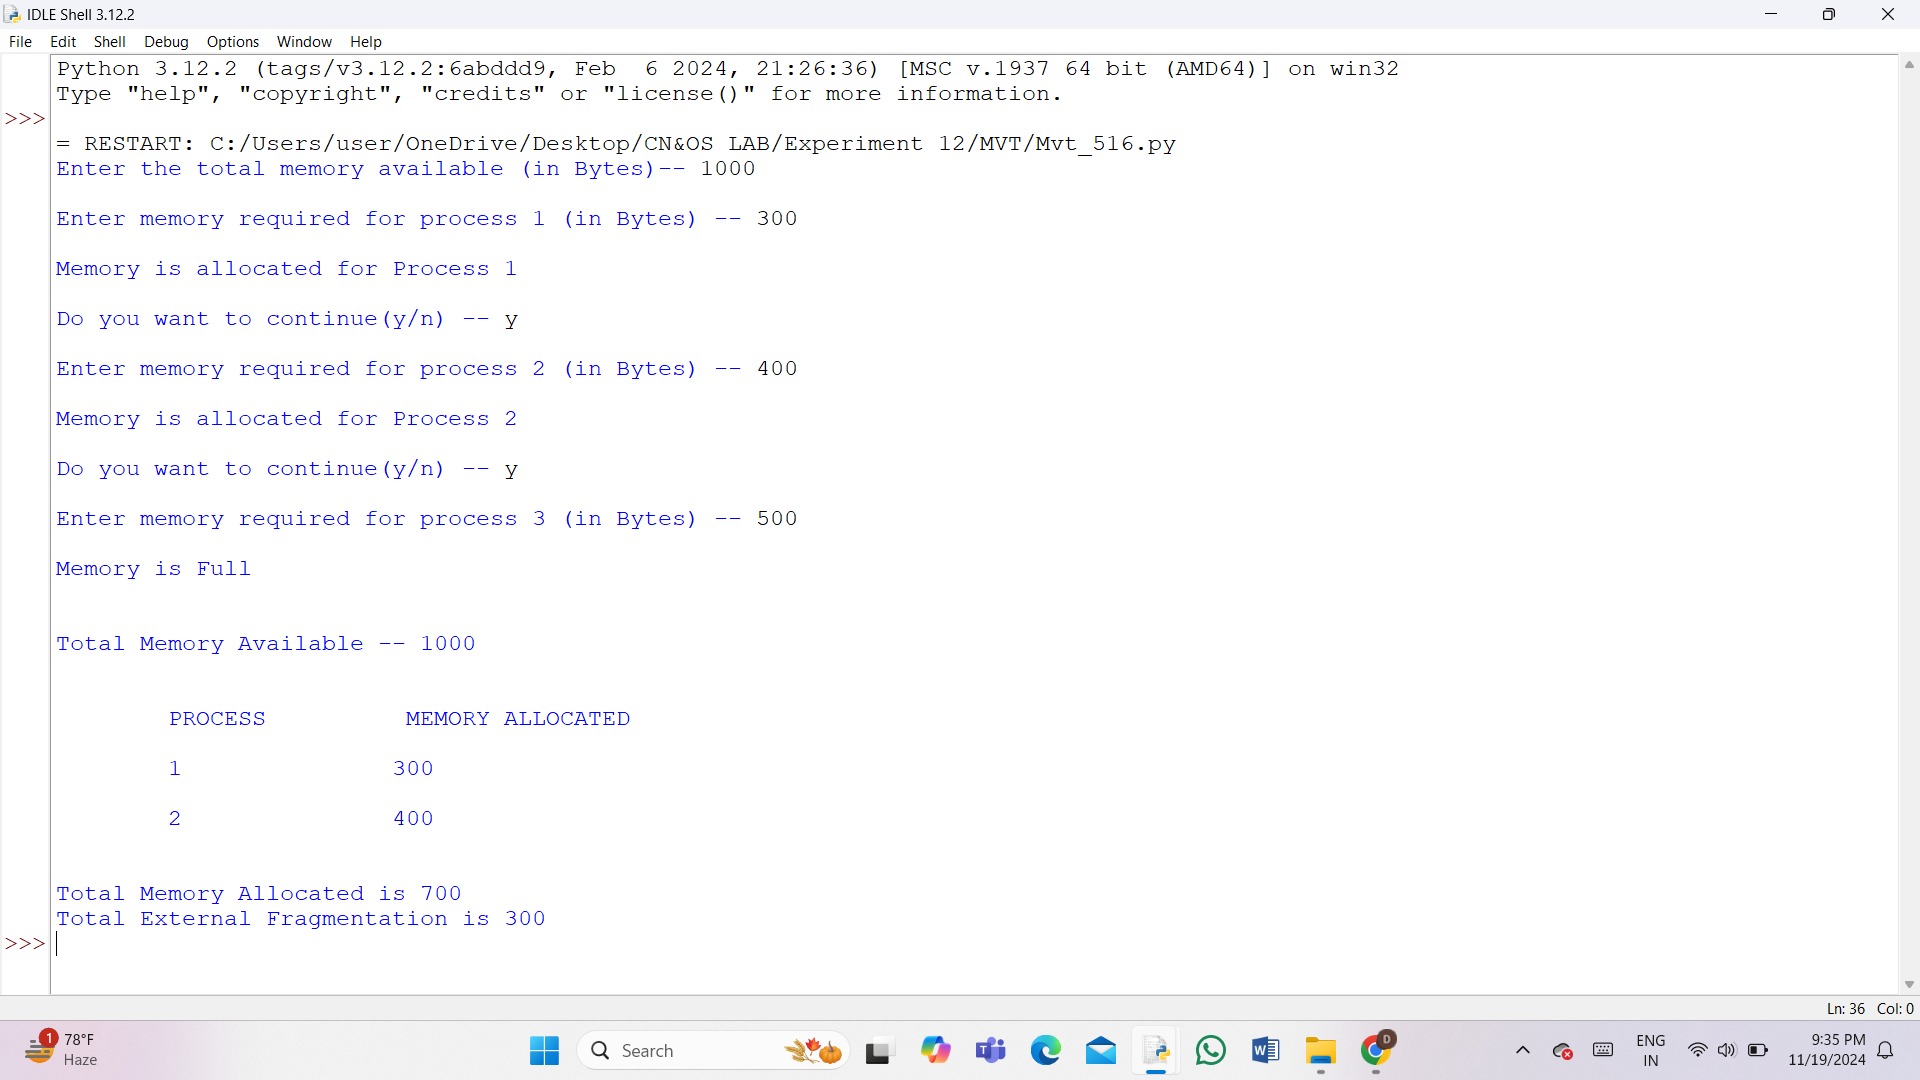 IDLE Shell 3.12.2
File Edit Shell Debug Options Window Help
Python 3.12.2 (tags/v3.12.2:6abddd9, Feb  6 2024, 21:26:36) [MSC v.1937 64 bit (AMD64)] on win32
Type "help", "copyright", "credits" or "license()" for more information.
>>>
= RESTART: C:/Users/user/OneDrive/Desktop/CN&OS LAB/Experiment 12/MVT/Mvt_516.py
Enter the total memory available (in Bytes)-- 1000
Enter memory required for process 1 (in Bytes) -- 300
Memory is allocated for Process 1
Do you want to continue(y/n) -- y
Enter memory required for process 2 (in Bytes) -- 400
Memory is allocated for Process 2
Do you want to continue(y/n) -- y
Enter memory required for process 3 (in Bytes) -- 500
Memory is Full
Total Memory Available -- 1000
PROCESS MEMORY ALLOCATED
1 300
2 400
Total Memory Allocated is 700
Total External Fragmentation is 300
>>>
Ln: 36 Col: 0
1
78°F
Haze
Search
D
ENG
IN
9:35 PM
11/19/2024